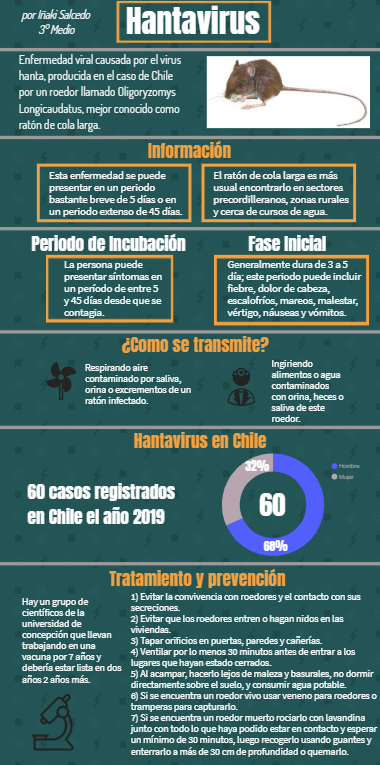 por Iñaki Salcedo
3° Medio
Hantavirus
Enfermedad viral causada por el virus
hanta, producida en el caso de Chile
por un roedor llamado Oligoryzomys
Longicaudatus, mejor conocido como
ratón de cola larga.
Información
Esta enfermedad se puede
presentar en un periodo
bastante breve de 5 días o en
un periodo extenso de 45 días.
El ratón de cola larga es más
usual encontrarlo en sectores
precordilleranos, zonas rurales
y cerca de cursos de agua.
Periodo de Incubación
La persona puede
presentar síntomas en
un período de entre 5
y 45 días desde que se
contagia.
Fase Inicial
Generalmente dura de 3 a 5
día; este periodo puede incluir
fiebre, dolor de cabeza,
escalofríos, mareos, malestar,
vértigo, náuseas y vómitos.
¿Como se transmite?
Respirando aire
contaminado por saliva,
orina o excrementos de un
ratón infectado.
Ingiriendo
alimentos o agua
contaminados
con orina, heces o
saliva de este
roedor.
Hantavirus en Chile
60 casos registrados
en Chile el año 2019
32%
60
68%
Hombre
Mujer
Tratamiento y prevención
Hay un grupo de
científicos de la
universidad de
concepción que llevan
trabajando en una
vacuna por 7 años y
debería estar lista en dos
años 2 años más.
1) Evitar la convivencia con roedores y el contacto con sus
secreciones.
2) Evitar que los roedores entren o hagan nidos en las
viviendas.
3) Tapar orificios en puertas, paredes y cañerías.
4) Ventilar por lo menos 30 minutos antes de entrar a los
lugares que hayan estado cerrados.
5) Al acampar, hacerlo lejos de maleza y basurales, no dormir
directamente sobre el suelo, y consumir agua potable.
6) Si se encuentra un roedor vivo usar veneno para roedores o
tramperas para capturarlo.
7) Si se encuentra un roedor muerto rociarlo con lavandina
junto con todo lo que haya podido estar en contacto y esperar
un mínimo de 30 minutos, luego recogerlo usando guantes y
enterrarlo a más de 30 cm de profundidad o quemarlo.